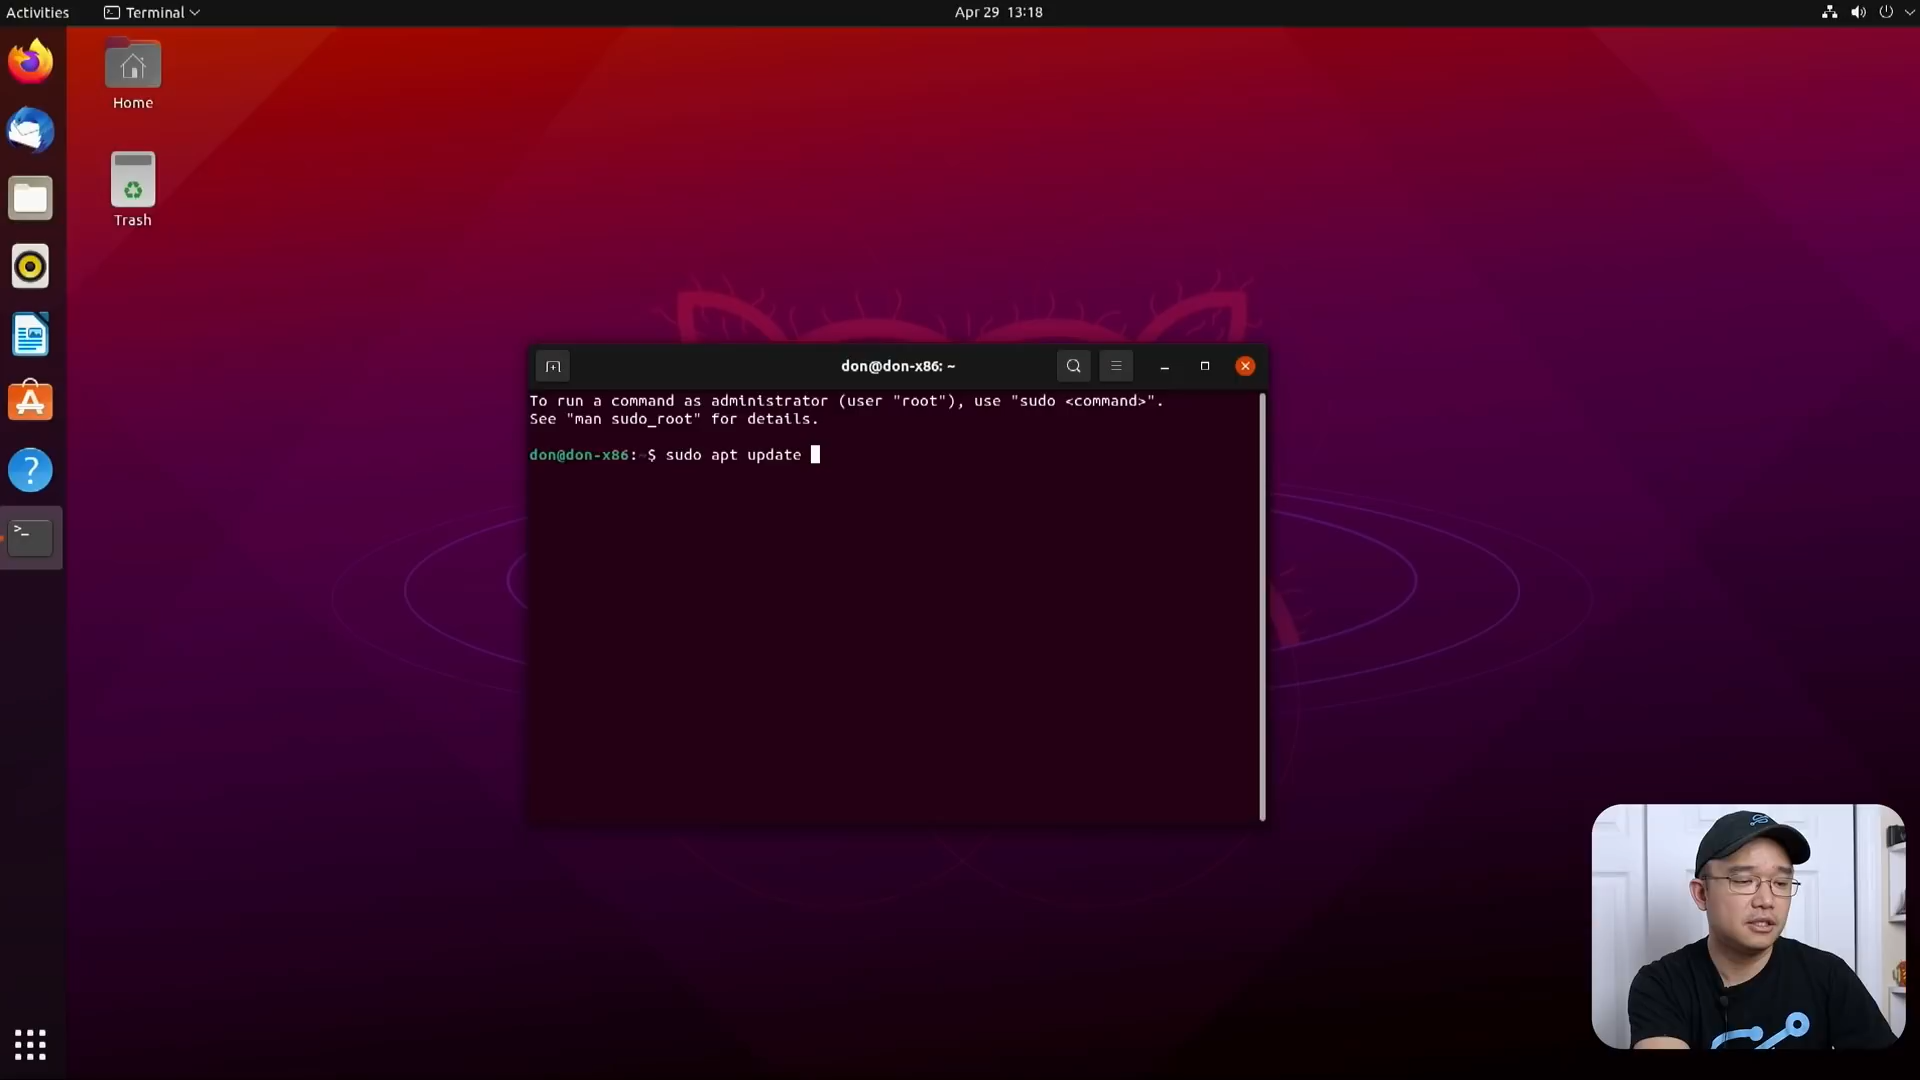 Activities
Terminal
Apr 29 13:18
Home
Trash
don@don-x86: ~
To run a command as administrator (user "root"), use "sudo <command>".
See "man sudo_root" for details.
don@don-x86:~$ sudo apt update